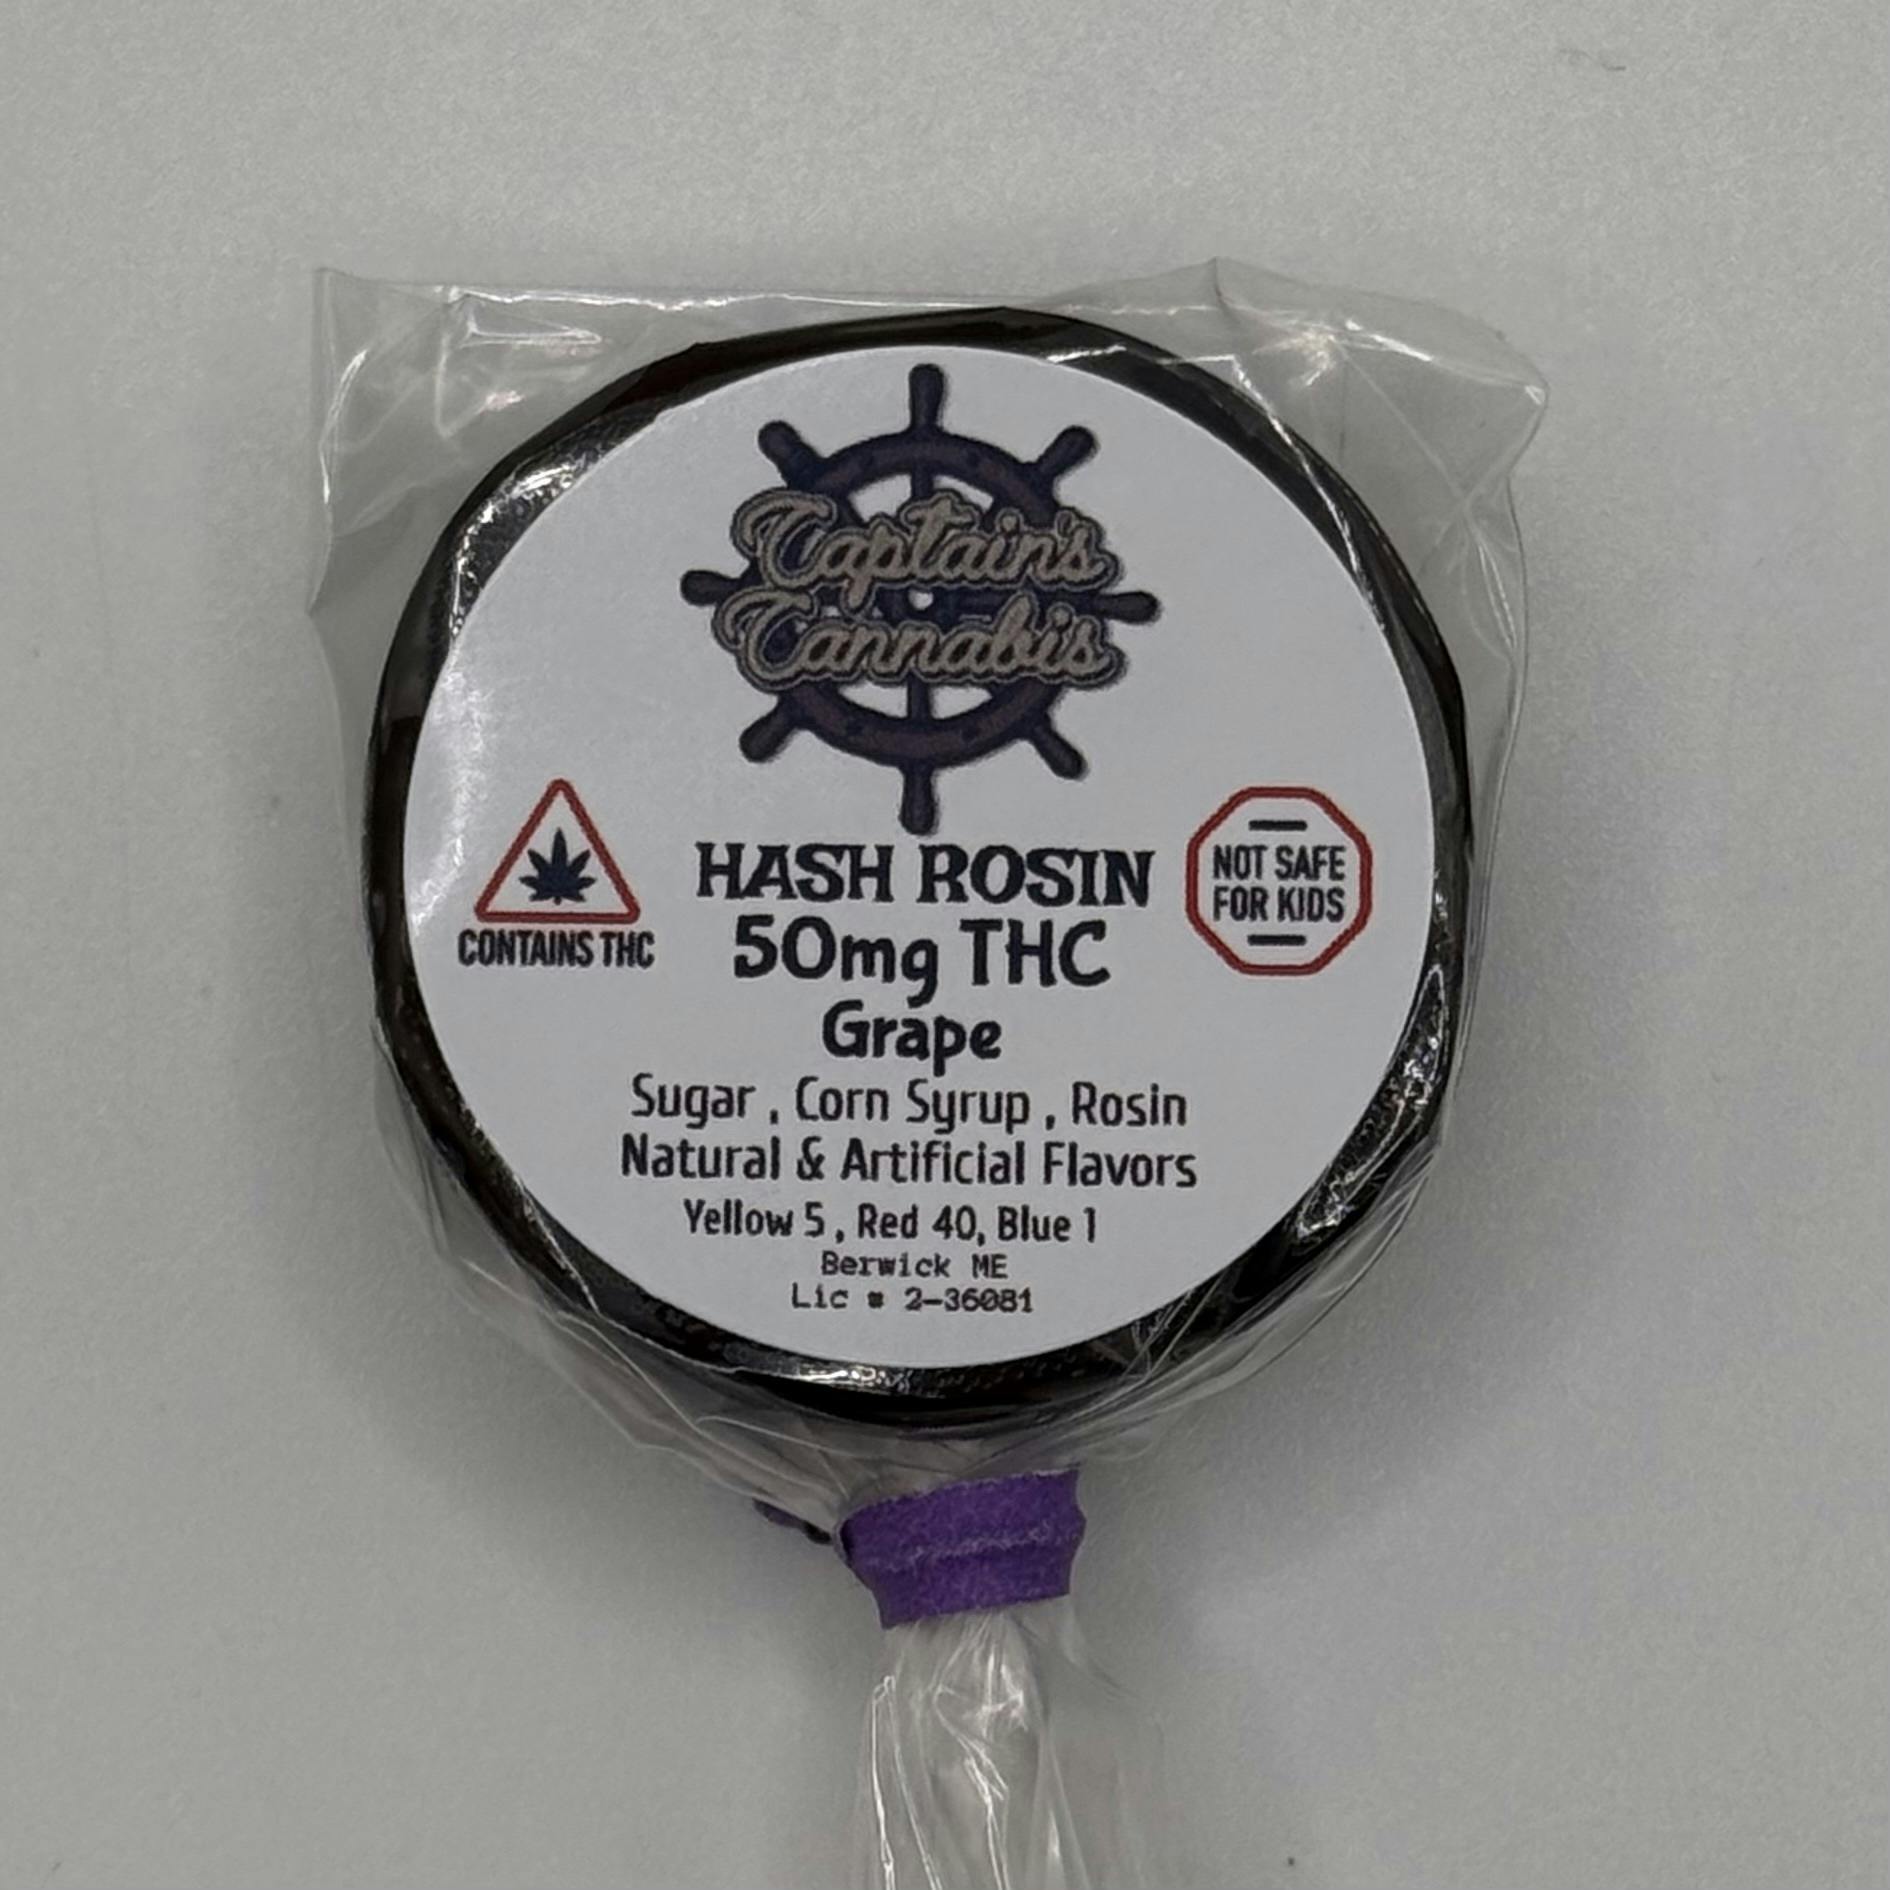 Captain's
Cannabis
CONTAINS THC
HASH ROSIN
50mg THC
NOT SAFE
FOR KIDS
Grape
Sugar , Corn Syrup , Rosin
Natural & Artificial Flavors
Yellow 5 , Red 40, Blue 1
Berwick ME
Lic # 2-36081